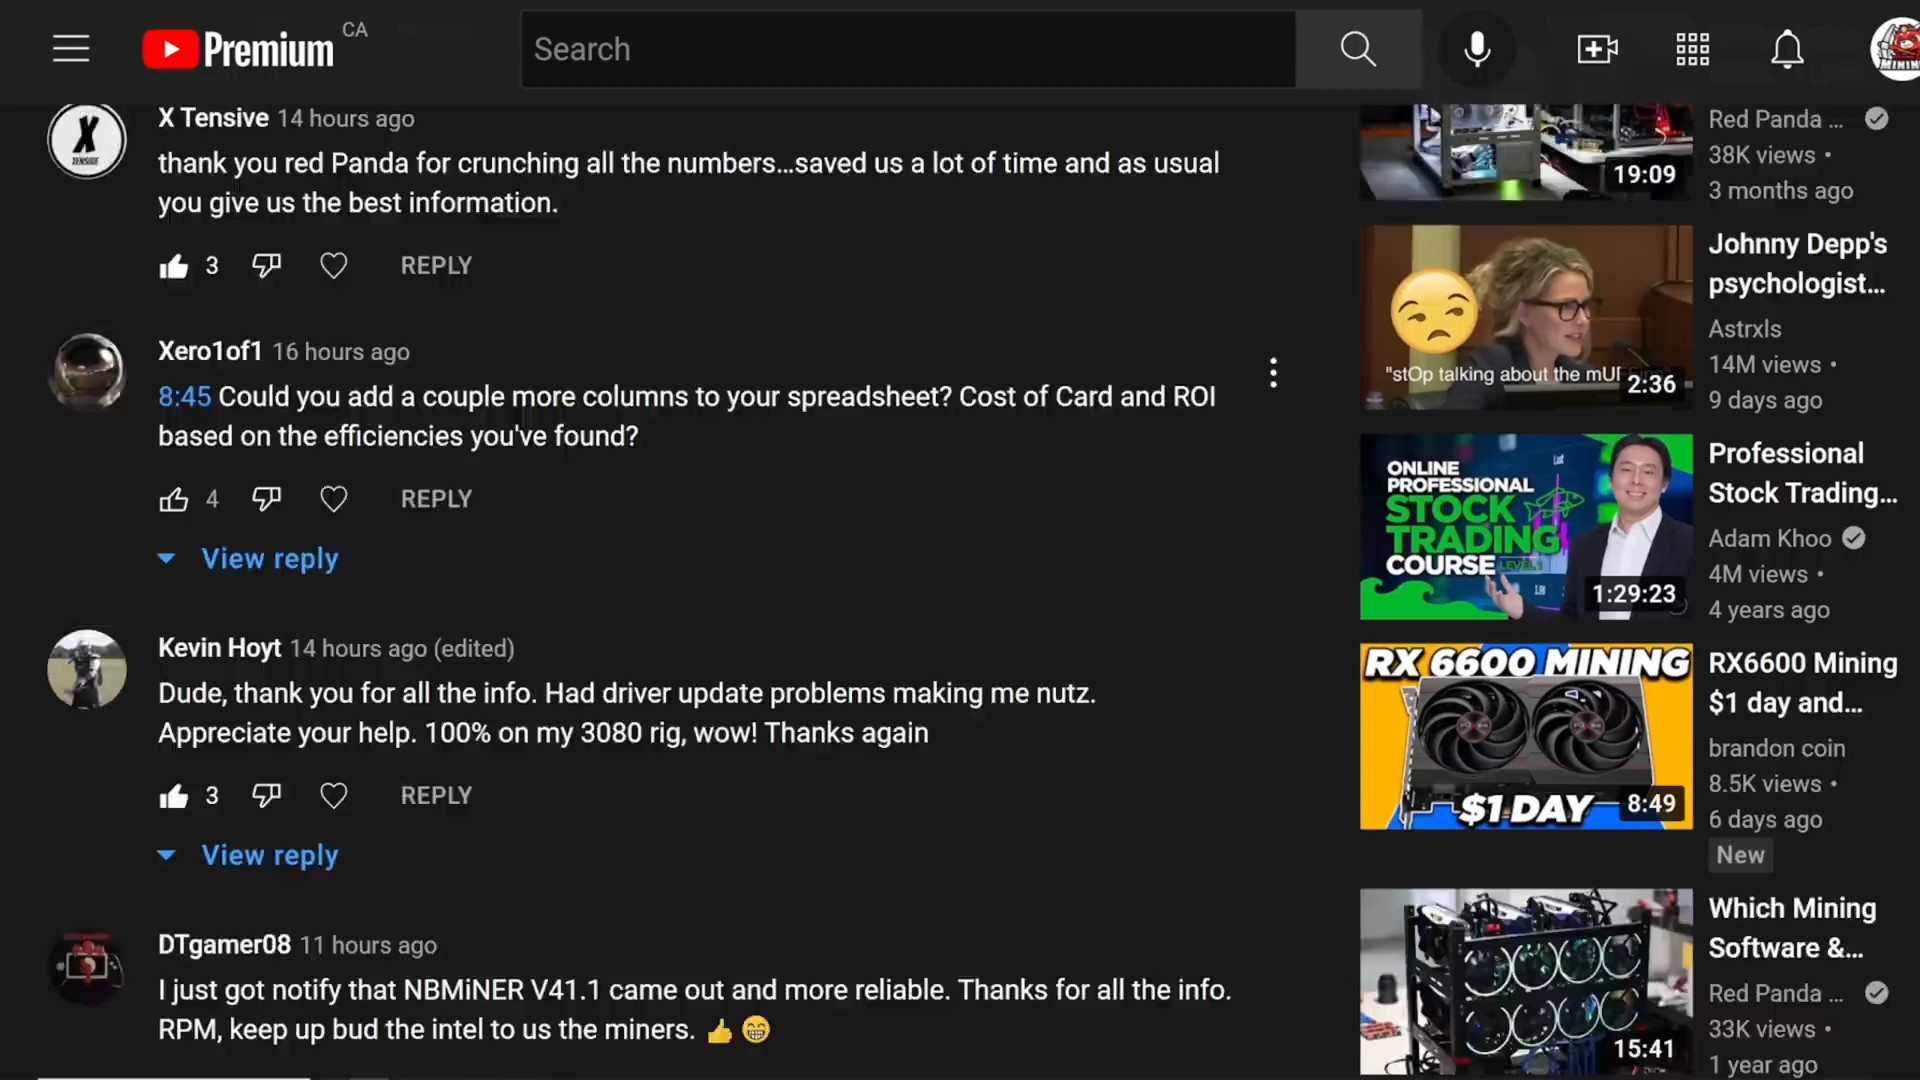 Premium
CA
Search
MINING
X Tensive 14 hours ago
thank you red Panda for crunching all the numbers...saved us a lot of time and as usual
you give us the best information.
3
REPLY
Xero1of1 16 hours ago
8:45 Could you add a couple more columns to your spreadsheet? Cost of Card and ROI
based on the efficiencies you've found?
4
REPLY
View reply
Kevin Hoyt 14 hours ago (edited)
Dude, thank you for all the info. Had driver update problems making me nutz.
Appreciate your help. 100% on my 3080 rig, wow! Thanks again
3
REPLY
View reply
DTgamer08 11 hours ago
I just got notify that NBMiNER V41.1 came out and more reliable. Thanks for all the info.
RPM, keep up bud the intel to us the miners. 👍😁
19:09
Red Panda ...
38K views •
3 months ago
"stOp talking about the
2:36
Johnny Depp's
psychologist...
Astrxls
14M views •
9 days ago
ONLINE
PROFESSIONAL
STOCK
TRADING
COURSE
1:29:23
Professional
Stock Trading...
Adam Khoo
4M views •
4 years ago
RX 6600 MINING
$1 DAY
8:49
RX6600 Mining
$1 day and...
brandon coin
8.5K views •
6 days ago
New
15:41
Which Mining
Software &...
Red Panda ...
33K views •
1 year ago